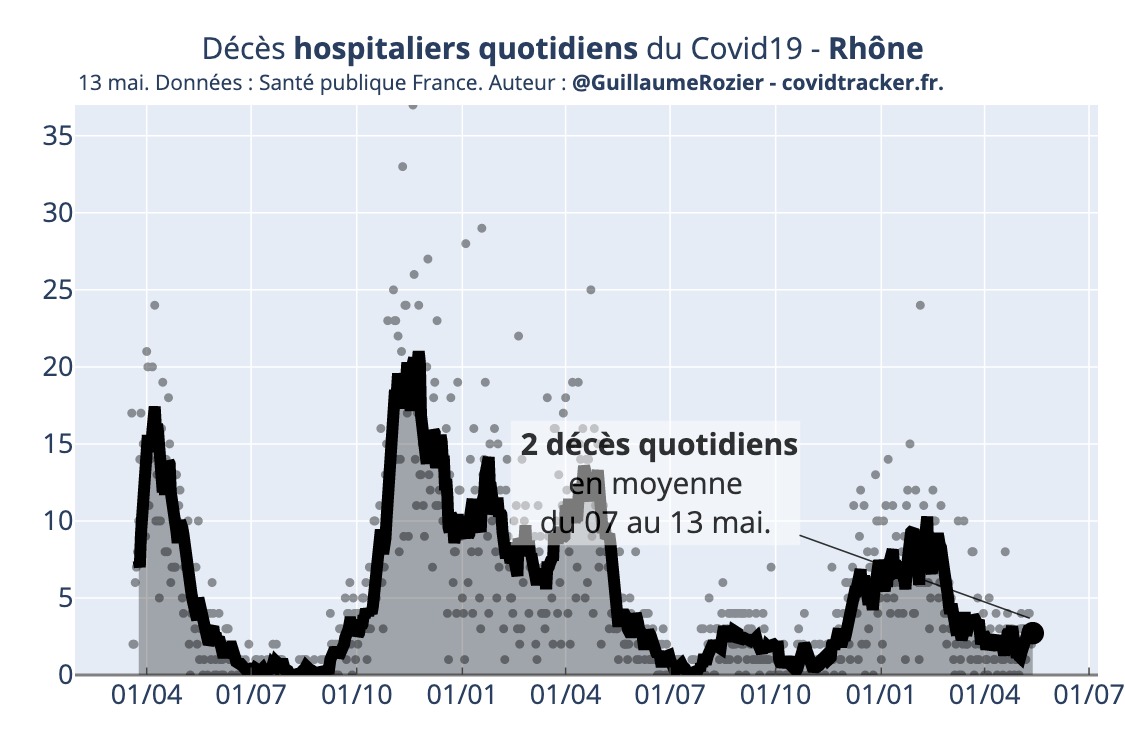 Décès hospitaliers quotidiens du Covid19 - Rhône
13 mai. Données : Santé publique France. Auteur : @GuillaumeRozier - covidtracker.fr.
35
30
25
20
15
10
5
0
2 décès quotidiens
en moyenne
du 07 au 13 mai.
01/04 01/07 01/10 01/01 01/04 01/07 01/10 01/01 01/04 01/07